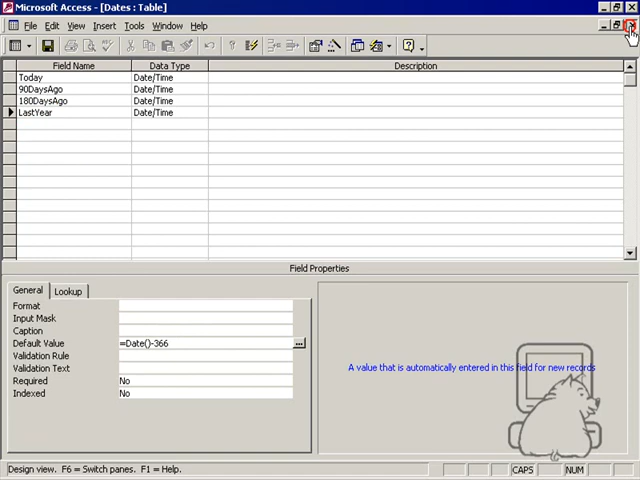 Microsoft Access - [Dates : Table]
File Edit View Insert Tools Window Help
Field Name Data Type Description
Today Date/Time
90DaysAgo Date/Time
180DaysAgo Date/Time
LastYear Date/Time
Field Properties
General Lookup
Format
Input Mask
Caption
Default Value =Date()-366
Validation Rule
Validation Text
Required No
Indexed No
A value that is automatically entered in this field for new records
Design view. F6 = Switch panes. F1 = Help. CAPS NUM